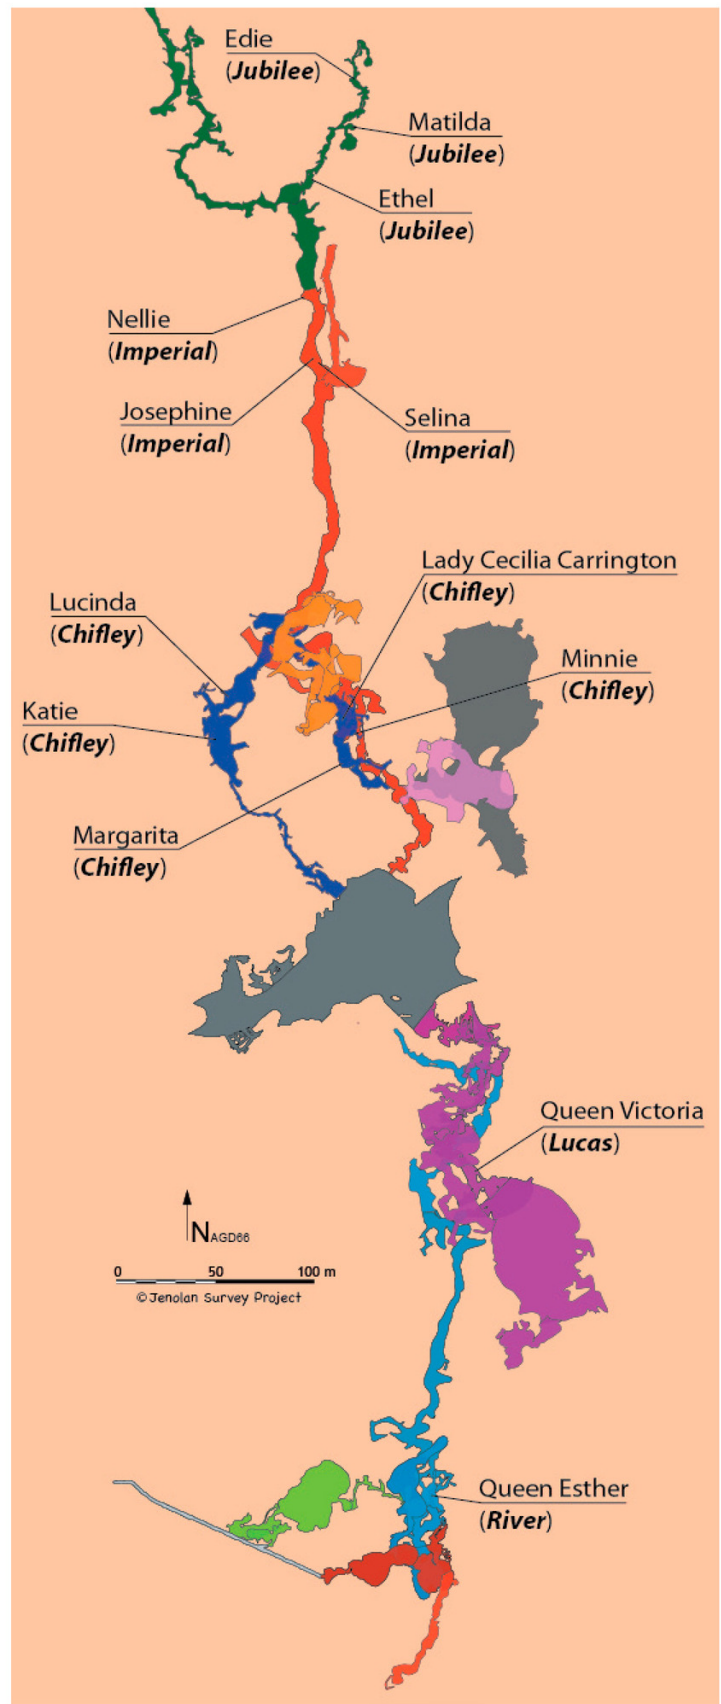 Edie
(Jubilee)
Matilda
(Jubilee)
Ethel
(Jubilee)
Nellie
(Imperial)
Josephine
(Imperial)
Selina
(Imperial)
Lady Cecilia Carrington
(Chifley)
Lucinda
(Chifley)
Minnie
(Chifley)
Katie
(Chifley)
Margarita
(Chifley)
Queen Victoria
(Lucas)
NAGD66
0 50 100 m
© Jenolan Survey Project
Queen Esther
(River)